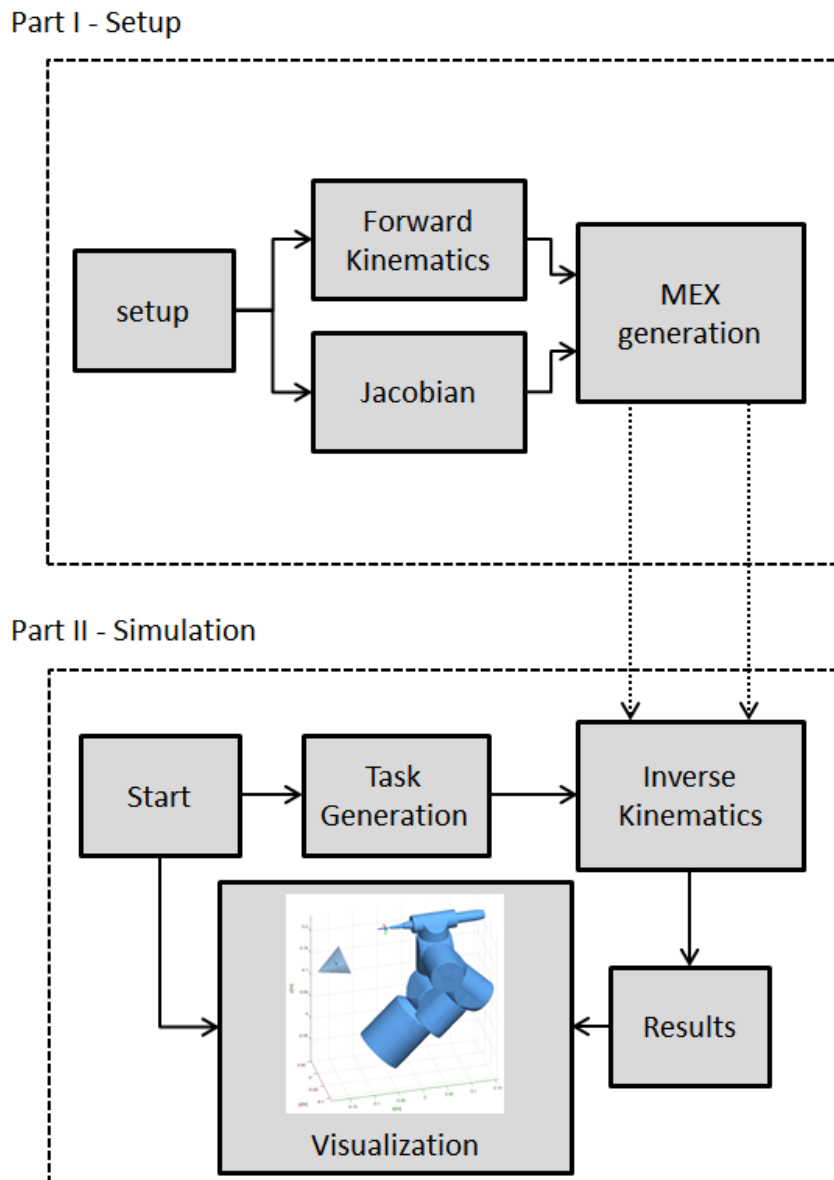 Part I - Setup
Forward
Kinematics
setup
MEX
generation
Jacobian
Part II - Simulation
Start
Task
Generation
Inverse
Kinematics
Results
Visualization